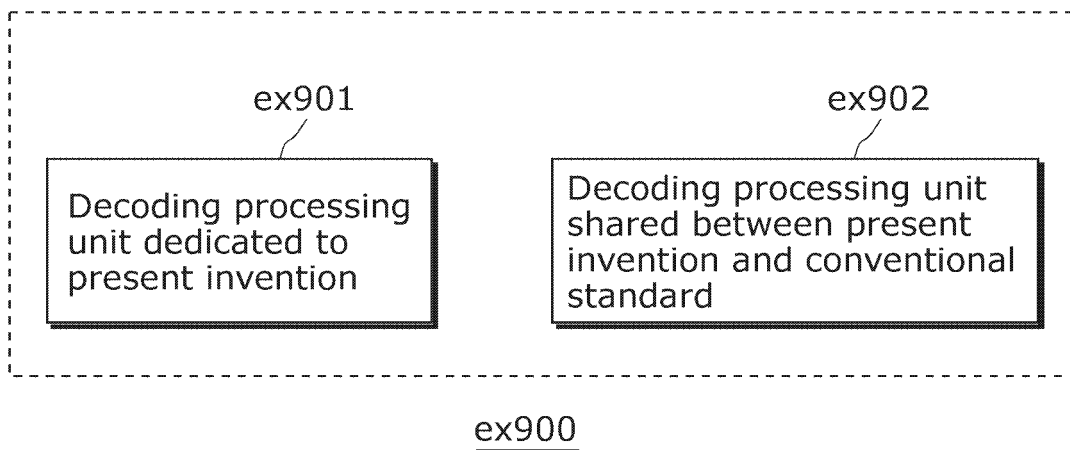 ex901
ex902
Decoding processing
unit dedicated to
present invention
Decoding processing unit
shared between present
invention and conventional
standard
ex900